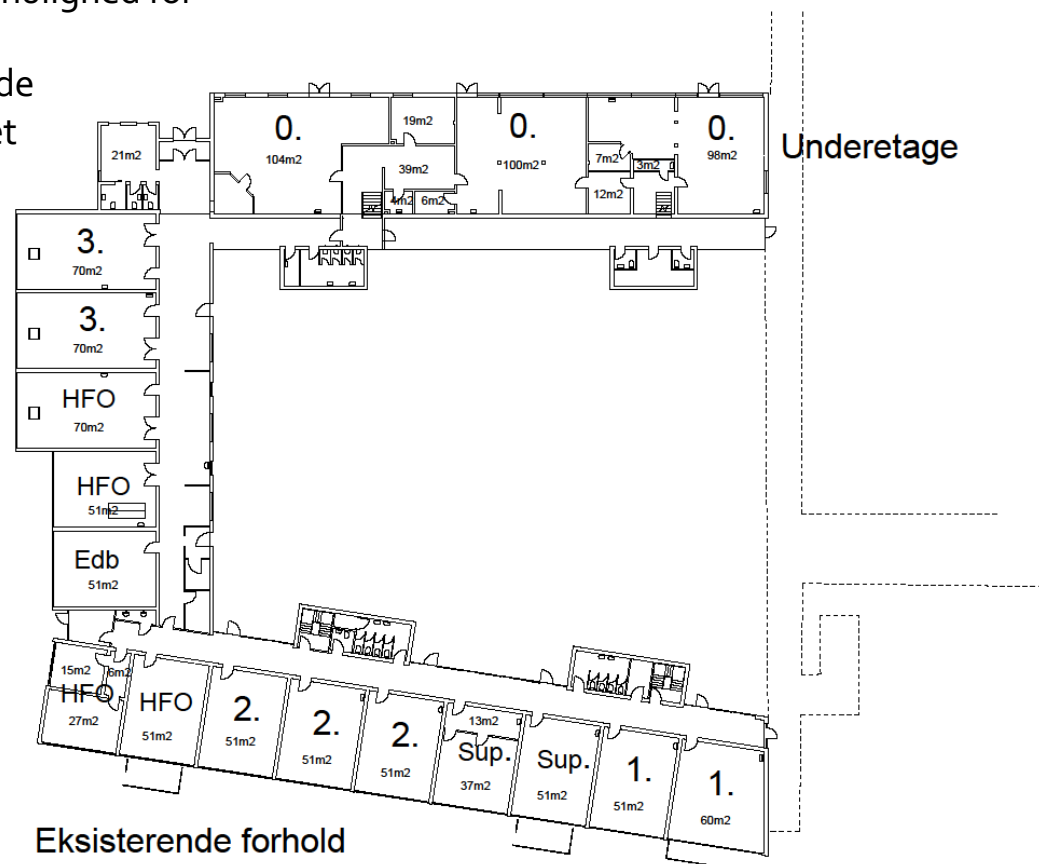 mulighed for
de
et
0.
104m2
19m2
39m2
4m2
6m2
0.
100m2
7m2
3m2
12m2
0.
98m2
Underetage
21m2
3.
70m2
3.
70m2
HFO
70m2
HFO
51m2
Edb
51m2
15m2
6m2
HFO
27m2
HFO
51m2
2.
51m2
2.
51m2
2.
51m2
13m2
Sup.
37m2
Sup.
51m2
1.
51m2
1.
60m2
Eksisterende forhold